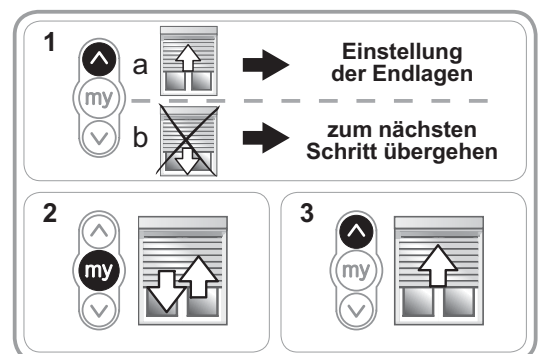 1
my
a
Einstellung
der Endlagen
b
zum nächsten
Schritt übergehen
2
my
3
my